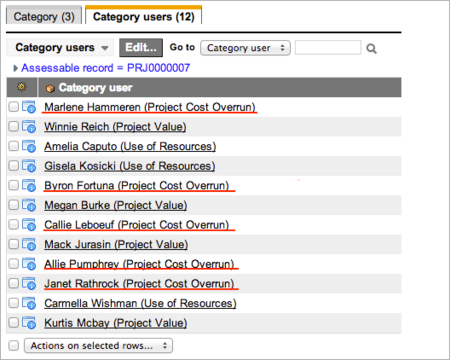 Category (3) Category users (12)
Category users Edit... Go to Category user
Assessable record = PRJ0000007
Category user
Marlene Hammeren (Project Cost Overrun)
Winnie Reich (Project Value)
Amelia Caputo (Use of Resources)
Gisela Kosicki (Use of Resources)
Byron Fortuna (Project Cost Overrun)
Megan Burke (Project Value)
Callie Leboeuf (Project Cost Overrun)
Mack Jurasin (Project Value)
Allie Pumphrey (Project Cost Overrun)
Janet Rathrock (Project Cost Overrun)
Carmella Wishman (Use of Resources)
Kurtis Mcbay (Project Value)
Actions on selected rows...